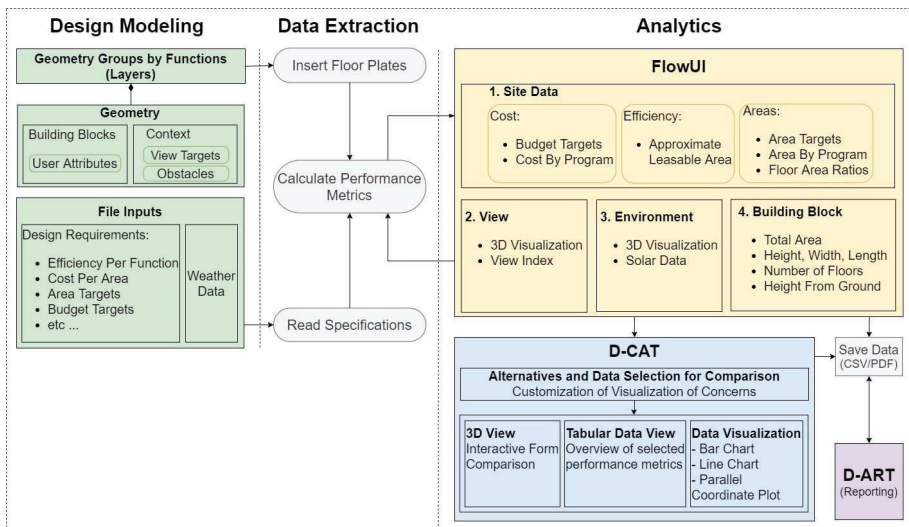 Design Modeling
Geometry Groups by Functions
(Layers)
Geometry
Building Blocks
User Attributes
Context
View Targets
Obstacles
File Inputs
Design Requirements:
• Efficiency Per Function
• Cost Per Area
• Area Targets
• Budget Targets
• etc ...
Weather
Data
Data Extraction
Insert Floor Plates
Calculate Performance
Metrics
Read Specifications
Analytics
FlowUI
1. Site Data
Cost:
• Budget Targets
• Cost By Program
Efficiency:
• Approximate
Leasable Area
Areas:
• Area Targets
• Area By Program
• Floor Area Ratios
2. View
• 3D Visualization
• View Index
3. Environment
• 3D Visualization
• Solar Data
4. Building Block
• Total Area
• Height, Width, Length
• Number of Floors
• Height From Ground
D-CAT
Alternatives and Data Selection for Comparison
Customization of Visualization of Concerns
3D View
Interactive Form
Comparison
Tabular Data View
Overview of selected
performance metrics
Data Visualization
- Bar Chart
- Line Chart
- Parallel
Coordinate Plot
Save Data
(CSV/PDF)
D-ART
(Reporting)